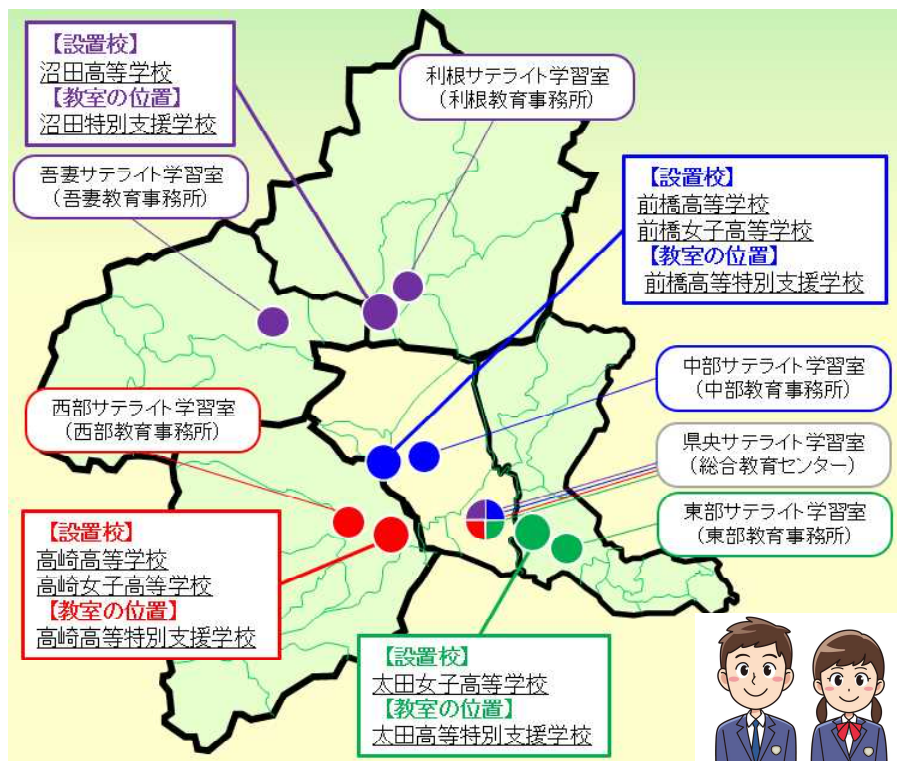 【設置校】
沼田高等学校
【教室の位置】
沼田特別支援学校
利根サテライト学習室
(利根教育事務所)
吾妻サテライト学習室
(吾妻教育事務所)
【設置校】
前橋高等学校
前橋女子高等学校
【教室の位置】
前橋高等特別支援学校
中部サテライト学習室
(中部教育事務所)
西部サテライト学習室
(西部教育事務所)
県央サテライト学習室
(総合教育センター)
東部サテライト学習室
(東部教育事務所)
【設置校】
高崎高等学校
高崎女子高等学校
【教室の位置】
高崎高等特別支援学校
【設置校】
太田女子高等学校
【教室の位置】
太田高等特別支援学校